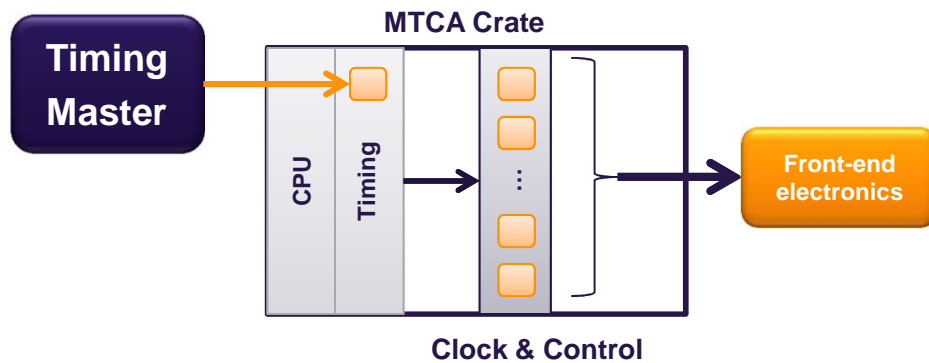 MTCA Crate
Timing
Master
CPU
Timing
...
Front-end
electronics
Clock & Control